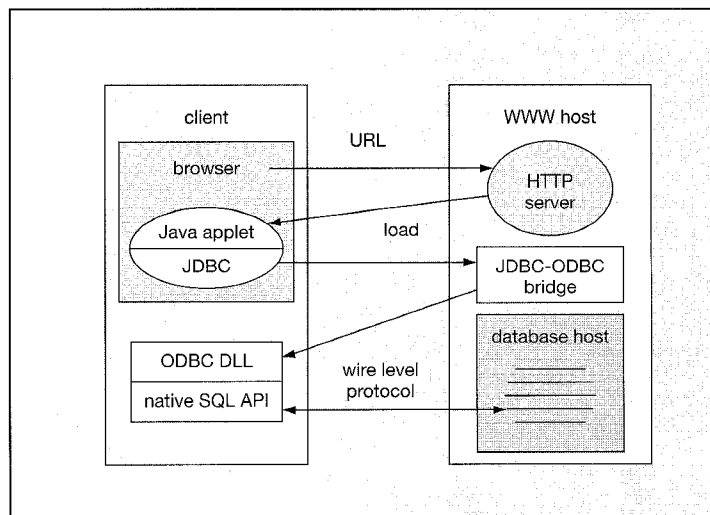 client
WWW host
URL
browser
HTTP
server
Java applet
load
JDBC
JDBC-ODBC
bridge
database host
ODBC DLL
wire level
protocol
native SQL API